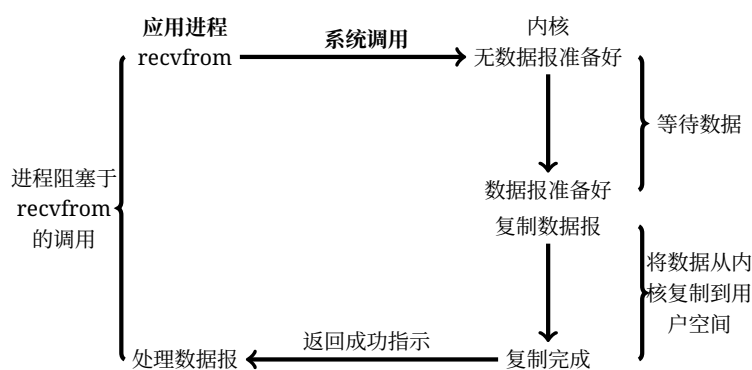 应用进程
内核
系统调用
recvfrom
无数据报准备好
等待数据
进程阻塞于
recvfrom
的调用
数据报准备好
复制数据报
将数据从内
核复制到用
户空间
返回成功指示
处理数据报
复制完成